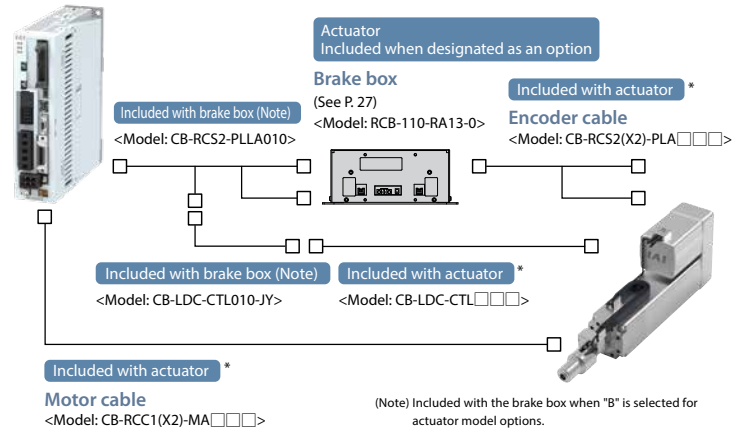 Actuator
Included when designated as an option
Brake box
(See P. 27)
<Model: RCB-110-RA13-0>
Included with actuator *
Encoder cable
<Model: CB-RCS2(X2)-PLA□□□>
Included with brake box (Note)
<Model: CB-RCS2-PLLA010>
Included with brake box (Note)
<Model: CB-LDC-CTL010-JY>
Included with actuator *
<Model: CB-LDC-CTL□□□>
IAI
Included with actuator *
Motor cable
<Model: CB-RCC1(X2)-MA□□□>
(Note) Included with the brake box when "B" is selected for
actuator model options.